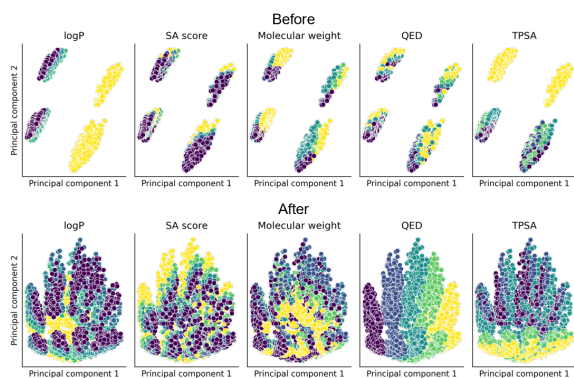 Before
logP SA score Molecular weight QED TPSA
Principal component 2
Principal component 1 Principal component 1 Principal component 1 Principal component 1 Principal component 1
After
logP SA score Molecular weight QED TPSA
Principal component 2
Principal component 1 Principal component 1 Principal component 1 Principal component 1 Principal component 1